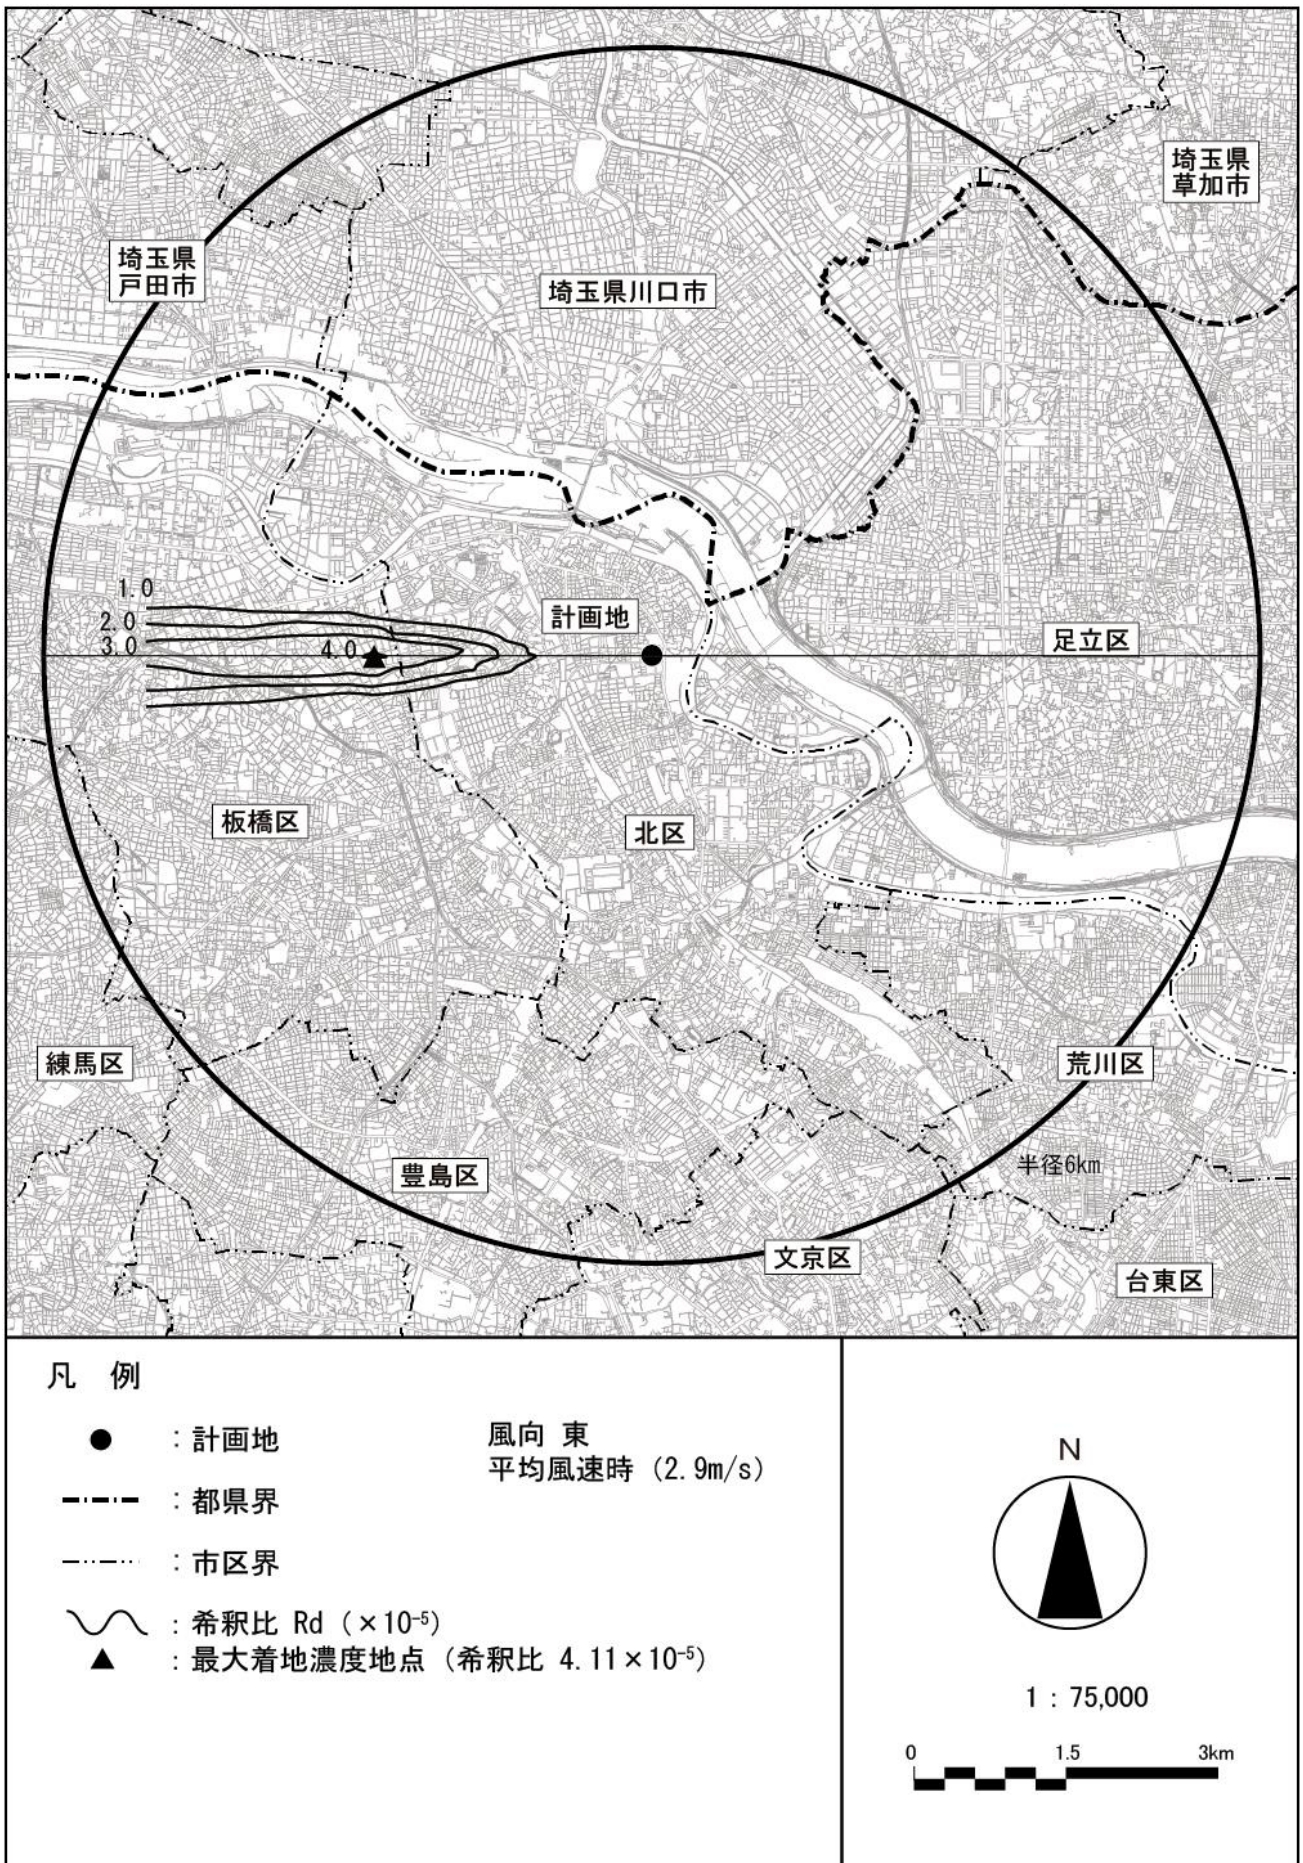 埼玉県
草加市
埼玉県
戸田市
埼玉県川口市
1.0
2.0
3.0
4.0
計画地
足立区
板橋区
北区
練馬区
荒川区
豊島区
半径6km
文京区
台東区
凡 例
：計画地
：都県界
：市区界
：希釈比 Rd（×10⁻⁵）
：最大着地濃度地点（希釈比 4.11×10⁻⁵）
風向 東
平均風速時（2.9m/s）
N
1：75,000
0 1.5 3km